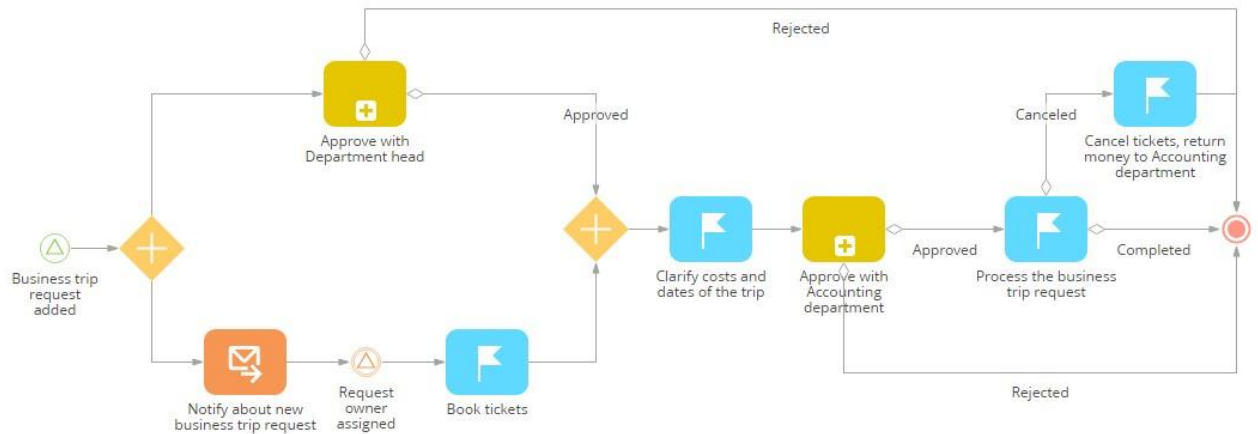 Rejected
Approved
Approve with
Department head
Canceled
Cancel tickets, return
money to Accounting
department
Business trip
request
added
Clarify costs and
dates of the trip
Approve with
Accounting
department
Approved
Process the business
trip request
Completed
Notify about new
business trip request
Request
owner
assigned
Book tickets
Rejected